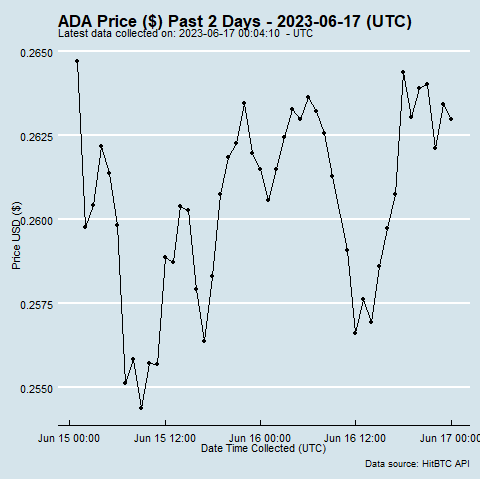 ADA Price ($) Past 2 Days - 2023-06-17 (UTC)
Latest data collected on: 2023-06-17 00:04:10 - UTC
0.2650
0.2625
0.2600
0.2575
0.2550
Price USD ($)
Jun 15 00:00 Jun 15 12:00 Jun 16 00:00 Jun 16 12:00 Jun 17 00:00
Date Time Collected (UTC)
Data source: HitBTC API